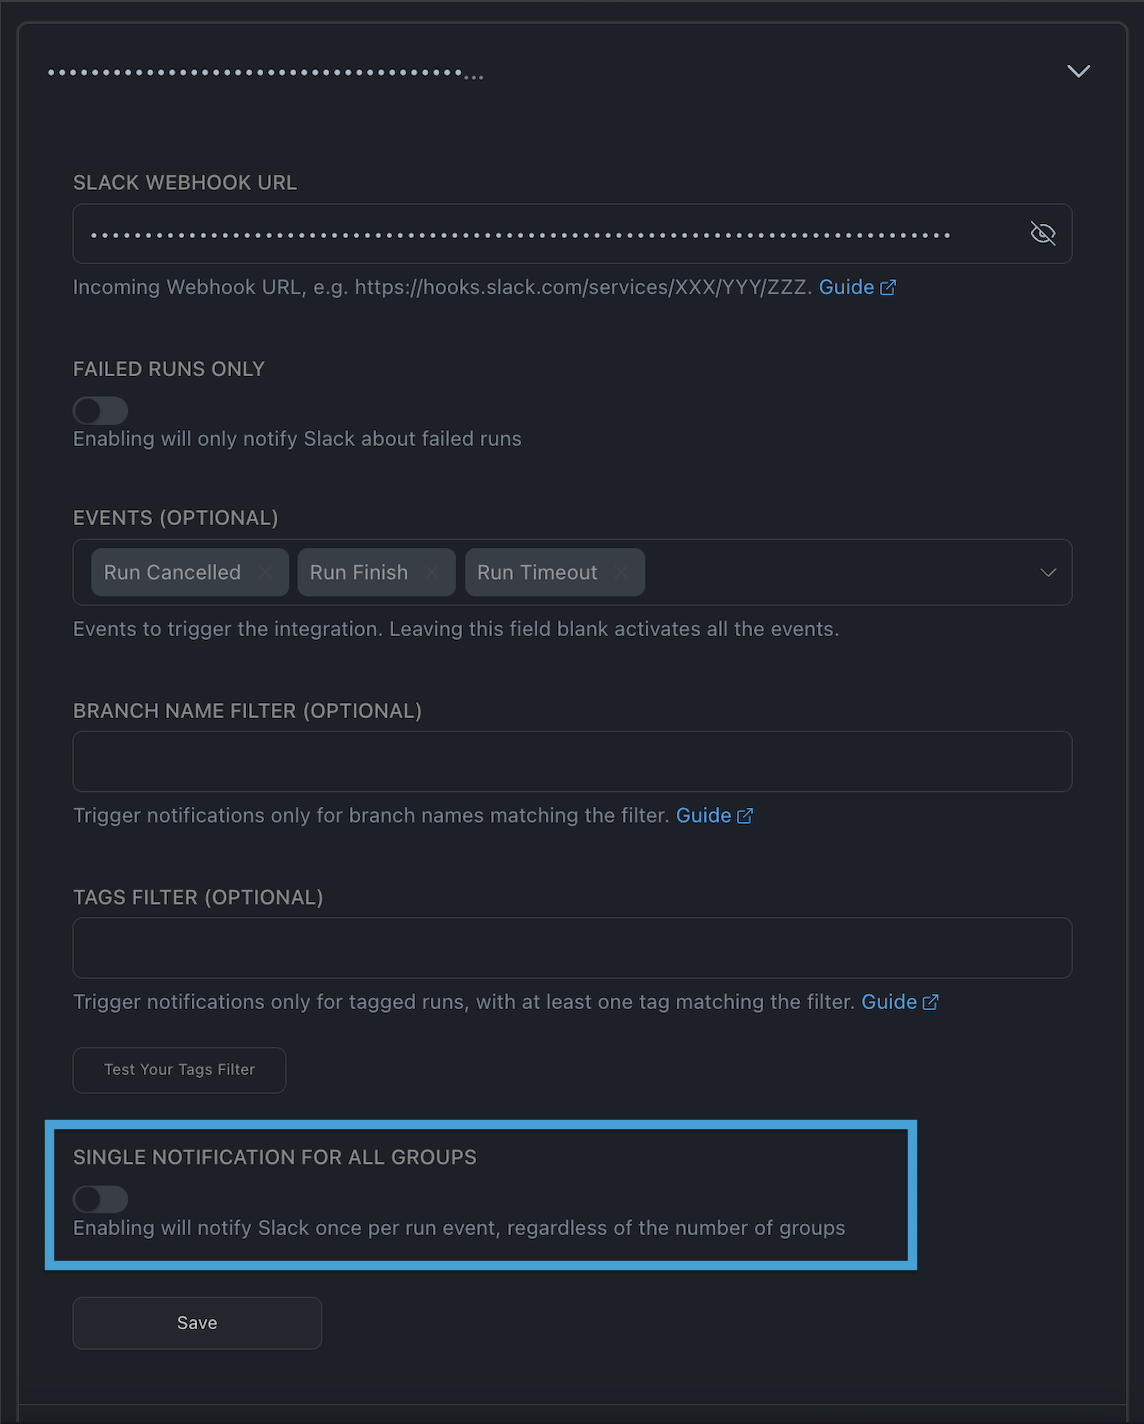 SLACK WEBHOOK URL
Incoming Webhook URL, e.g. https://hooks.slack.com/services/XXX/YYY/ZZZ. Guide
FAILED RUNS ONLY
Enabling will only notify Slack about failed runs
EVENTS (OPTIONAL)
Run Cancelled Run Finish Run Timeout
Events to trigger the integration. Leaving this field blank activates all the events.
BRANCH NAME FILTER (OPTIONAL)
Trigger notifications only for branch names matching the filter. Guide
TAGS FILTER (OPTIONAL)
Trigger notifications only for tagged runs, with at least one tag matching the filter. Guide
Test Your Tags Filter
SINGLE NOTIFICATION FOR ALL GROUPS
Enabling will notify Slack once per run event, regardless of the number of groups
Save